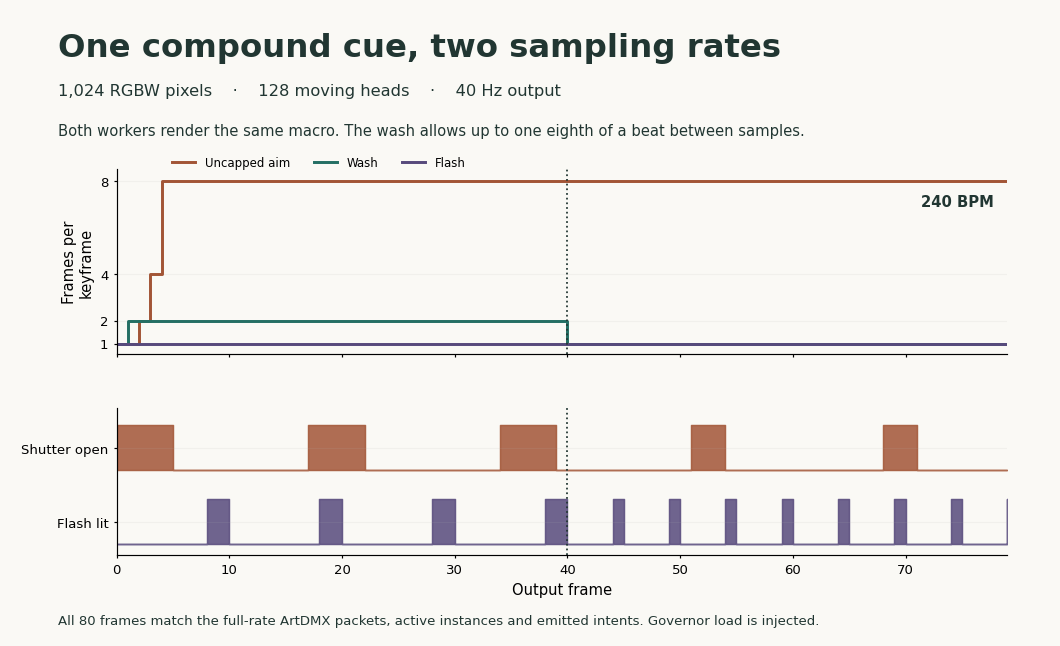 One compound cue, two sampling rates
1,024 RGBW pixels · 128 moving heads · 40 Hz output
Both workers render the same macro. The wash allows up to one eighth of a beat between samples.
Uncapped aim Wash Flash
8
240 BPM
Frames per
keyframe
4
2
1
Shutter open
Flash lit
0 10 20 30 40 50 60 70
Output frame
All 80 frames match the full-rate ArtDMX packets, active instances and emitted intents. Governor load is injected.